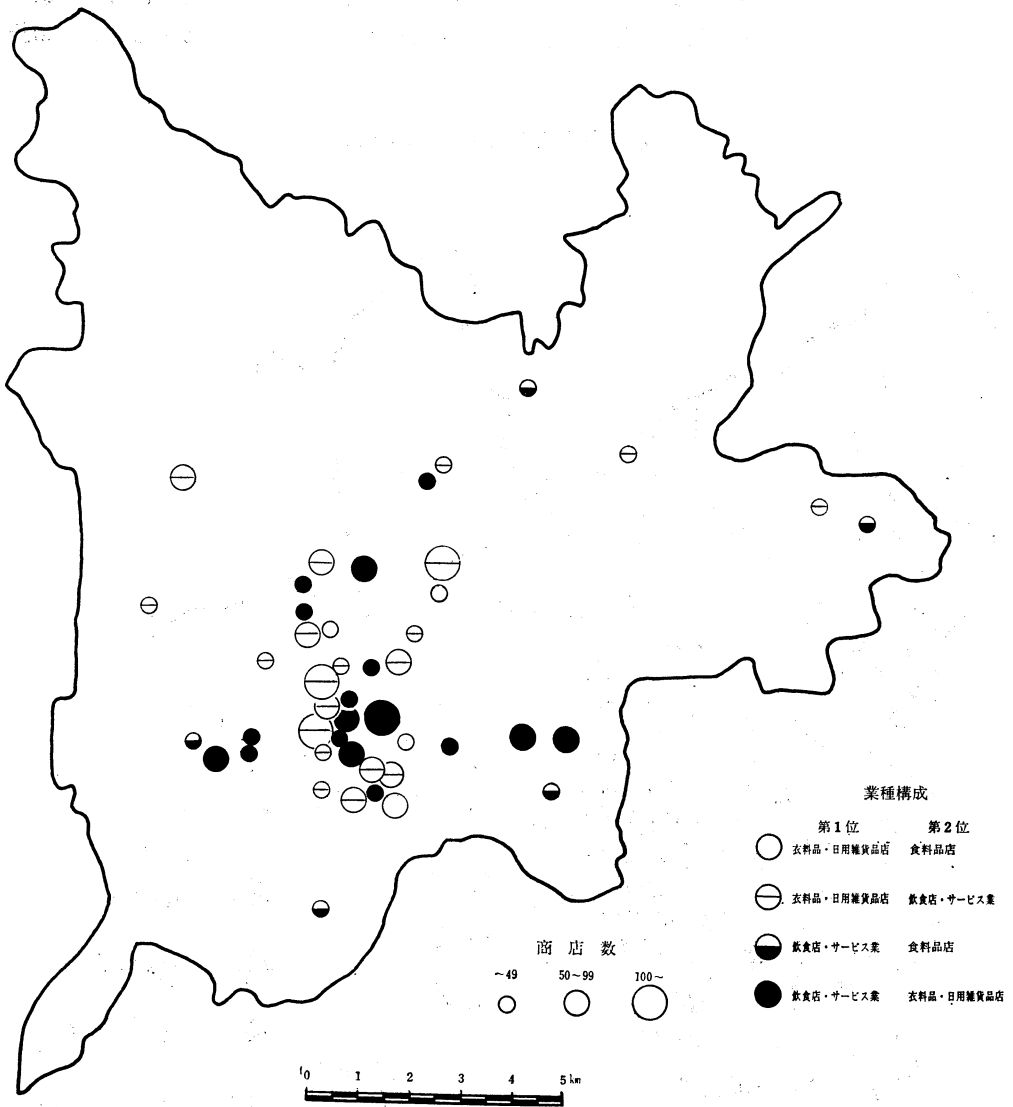 業種構成
第1位 第2位
衣料品・日用雑貨品店 食料品店
衣料品・日用雑貨品店 飲食店・サービス業
飲食店・サービス業 食料品店
飲食店・サービス業 衣料品・日用雑貨品店
商店数
~49 50~99 100~
0 1 2 3 4 5km